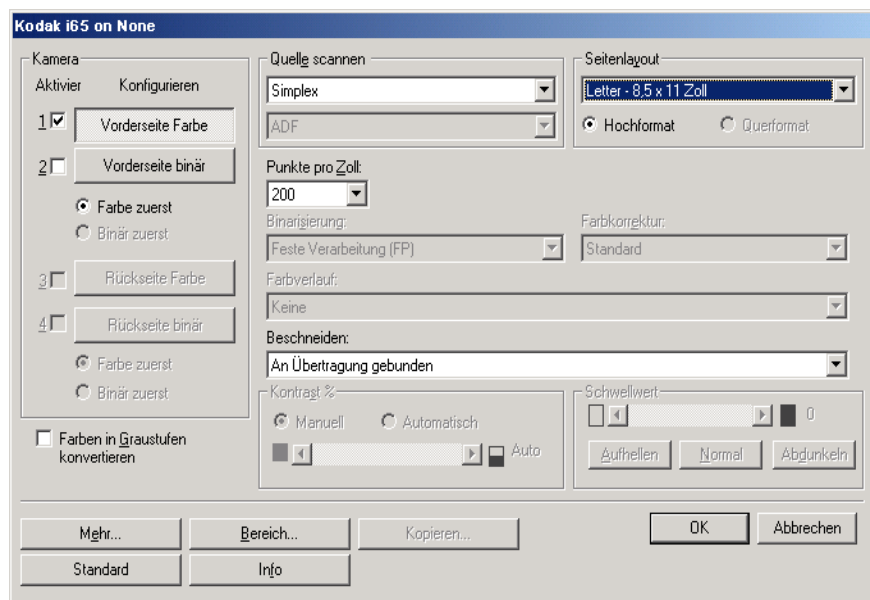 Kodak i65 on None
Kamera
Aktivier Konfigurieren
1 Vorderseite Farbe
2 Vorderseite binär
Farbe zuerst
Binär zuerst
3 Rückseite Farbe
4 Rückseite binär
Farbe zuerst
Binär zuerst
Farben in Graustufen
konvertieren
Quelle scannen
Simplex
ADF
Seitenlayout
Letter - 8,5 x 11 Zoll
Hochformat Querformat
Punkte pro Zoll:
200
Binarisierung:
Feste Verarbeitung (FP)
Farbkorrektur:
Standard
Farbverlauf:
Keine
Beschneiden:
An Übertragung gebunden
Kontrast %
Manuell Automatisch
Auto
Schwellwert
0
Aufhellen Normal Abdunkeln
Mehr... Bereich... Kopieren... OK Abbrechen
Standard Info